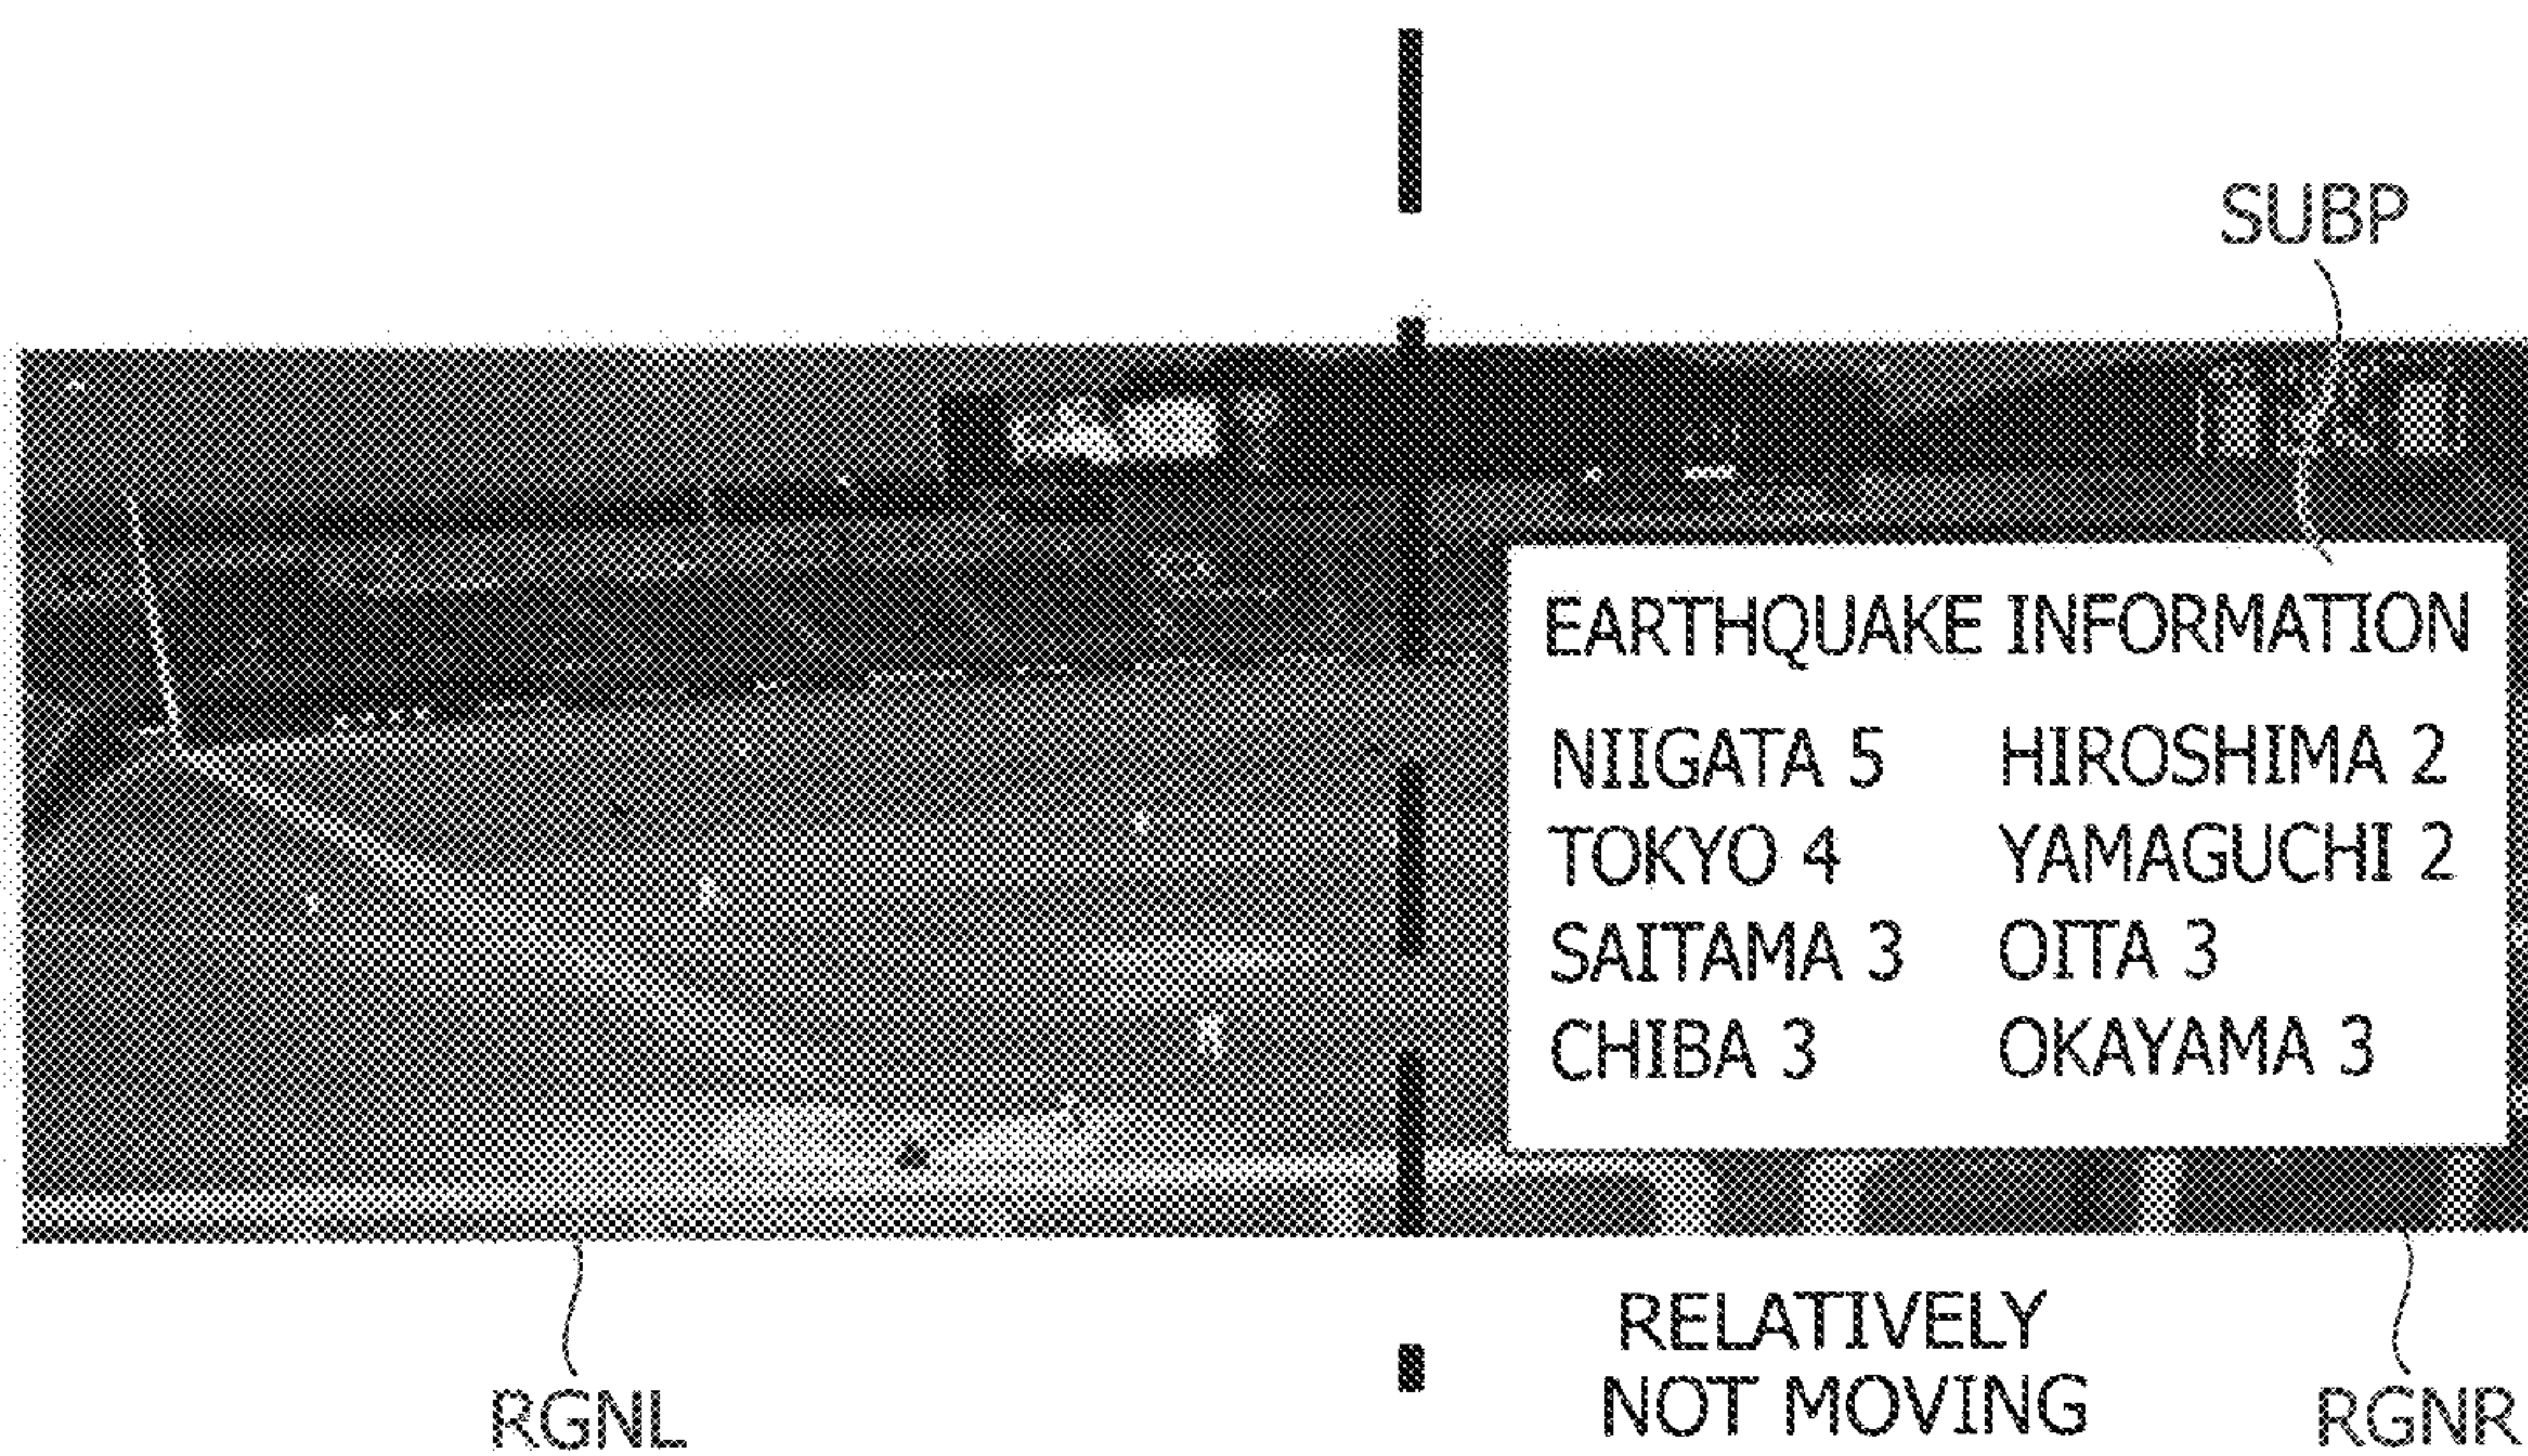 SUBP
EARTHQUAKE INFORMATION
NIIGATA 5 HIROSHIMA 2
TOKYO 4 YAMAGUCHI 2
SAITAMA 3 OITA 3
CHIBA 3 OKAYAMA 3
RELATIVELY
NOT MOVING
RGNL
RGNR